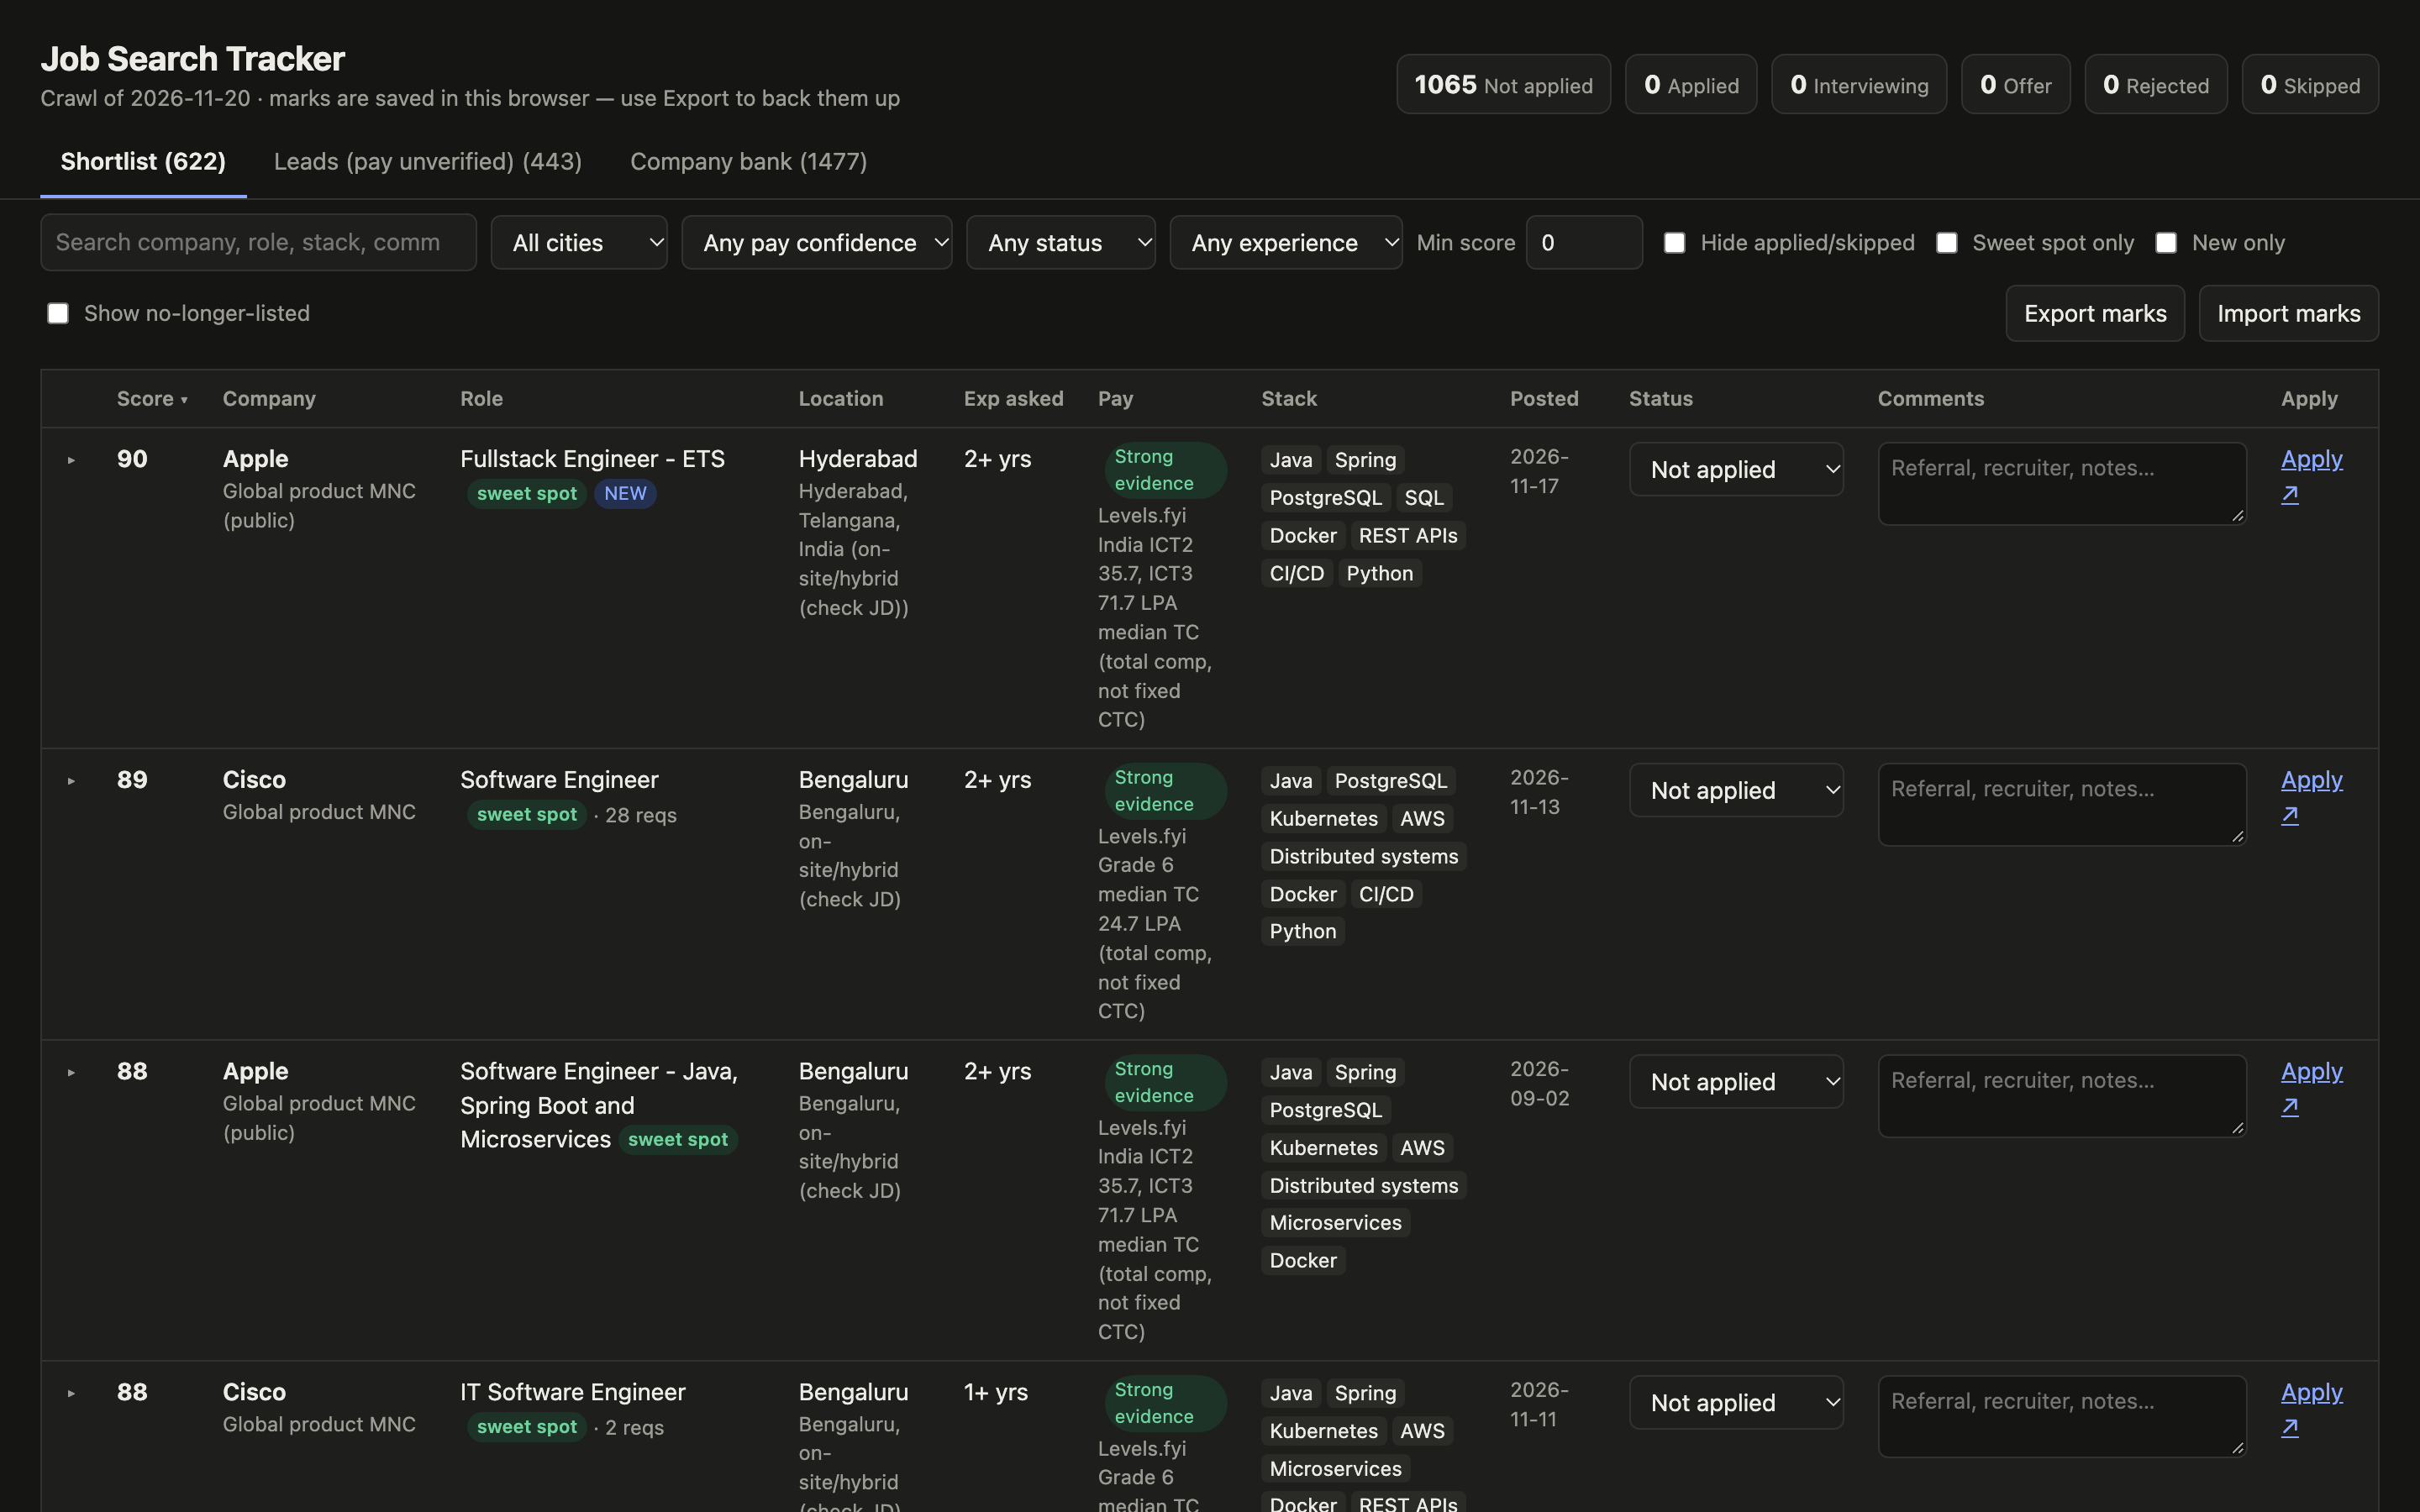 Job Search Tracker
Crawl of 2026-11-20 · marks are saved in this browser — use Export to back them up
1065 Not applied
0 Applied
0 Interviewing
0 Offer
0 Rejected
0 Skipped
Shortlist (622)
Leads (pay unverified) (443)
Company bank (1477)
Search company, role, stack, comm
All cities
Any pay confidence
Any status
Any experience
Min score
0
Hide applied/skipped
Sweet spot only
New only
Show no-longer-listed
Export marks
Import marks
Score ▾
Company
Role
Location
Exp asked
Pay
Stack
Posted
Status
Comments
Apply
▸
90
Apple
Global product MNC
(public)
Fullstack Engineer - ETS
sweet spot NEW
Hyderabad
Hyderabad,
Telangana,
India (on-
site/hybrid
(check JD))
2+ yrs
Strong
evidence
Levels.fyi
India ICT2
35.7, ICT3
71.7 LPA
median TC
(total comp,
not fixed
CTC)
Java Spring
PostgreSQL SQL
Docker REST APIs
CI/CD Python
2026-
11-17
Not applied
Referral, recruiter, notes...
Apply
↗
▸
89
Cisco
Global product MNC
Software Engineer
sweet spot · 28 reqs
Bengaluru
Bengaluru,
on-
site/hybrid
(check JD)
2+ yrs
Strong
evidence
Levels.fyi
Grade 6
median TC
24.7 LPA
(total comp,
not fixed
CTC)
Java PostgreSQL
Kubernetes AWS
Distributed systems
Docker CI/CD
Python
2026-
11-13
Not applied
Referral, recruiter, notes...
Apply
↗
▸
88
Apple
Global product MNC
(public)
Software Engineer - Java,
Spring Boot and
Microservices sweet spot
Bengaluru
Bengaluru,
on-
site/hybrid
(check JD)
2+ yrs
Strong
evidence
Levels.fyi
India ICT2
35.7, ICT3
71.7 LPA
median TC
(total comp,
not fixed
CTC)
Java Spring
PostgreSQL
Kubernetes AWS
Distributed systems
Microservices
Docker
2026-
09-02
Not applied
Referral, recruiter, notes...
Apply
↗
▸
88
Cisco
Global product MNC
IT Software Engineer
sweet spot · 2 reqs
Bengaluru
Bengaluru,
on-
site/hybrid
(check JD)
1+ yrs
Strong
evidence
Levels.fyi
Grade 6
median TC
Java Spring
Kubernetes AWS
Microservices
Docker REST APIs
2026-
11-11
Not applied
Referral, recruiter, notes...
Apply
↗